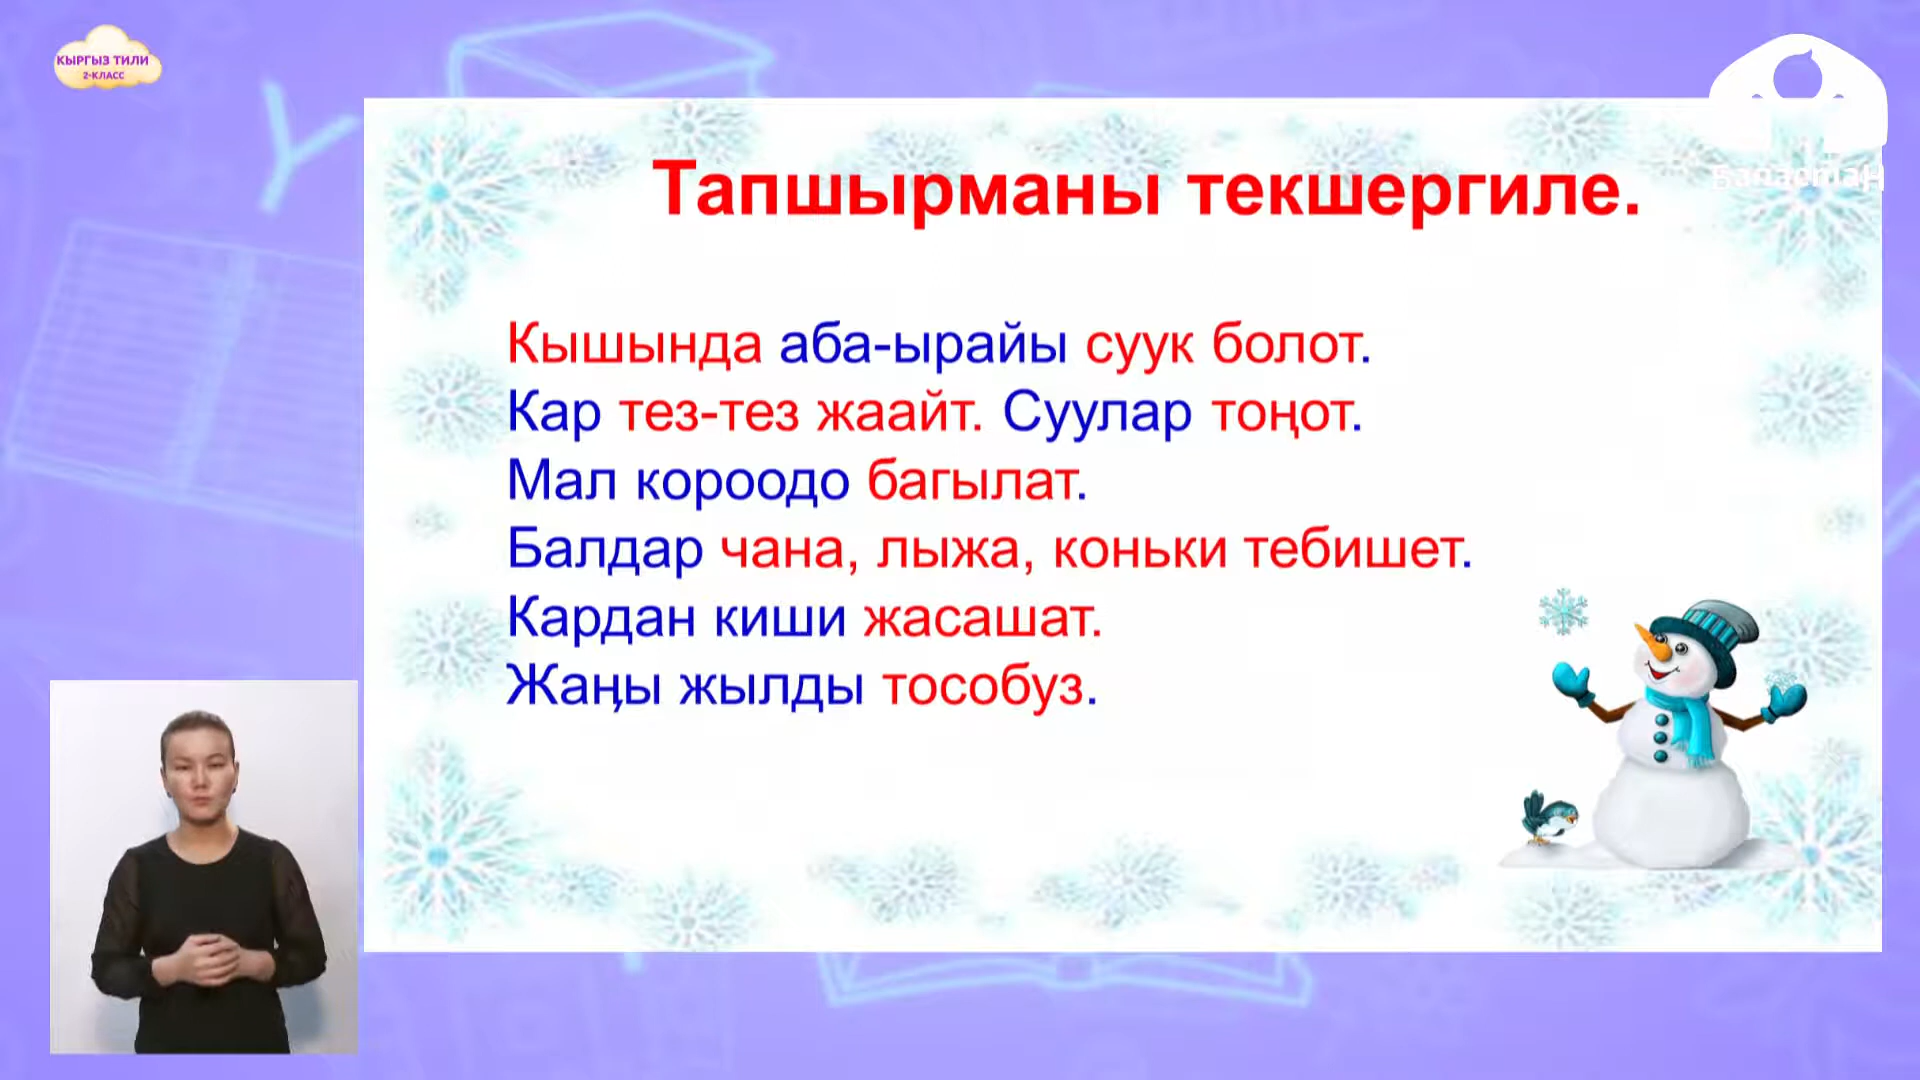 КЫРГЫЗ ТИЛИ
2-КЛАСС
Тапшырманы текшергиле.
Кышында аба-ырайы суук болот.
Кар тез-тез жаайт. Суулар тоңот.
Мал короодо багылат.
Балдар чана, лыжа, коньки тебишет.
Кардан киши жасашат.
Жаңы жылды тособуз.